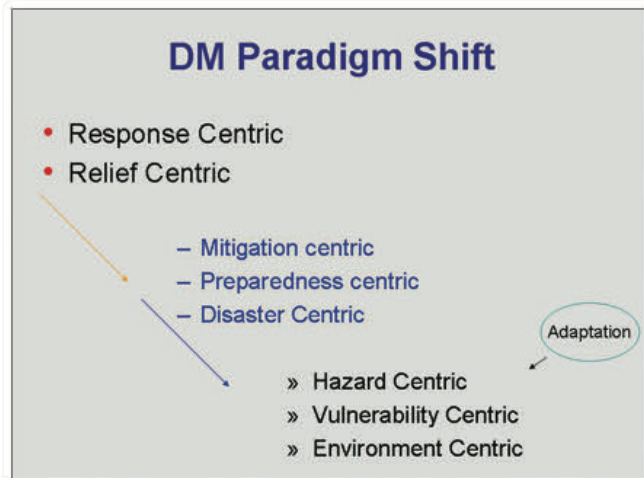 DM Paradigm Shift
• Response Centric
• Relief Centric
– Mitigation centric
– Preparedness centric
– Disaster Centric
Adaptation
» Hazard Centric
» Vulnerability Centric
» Environment Centric